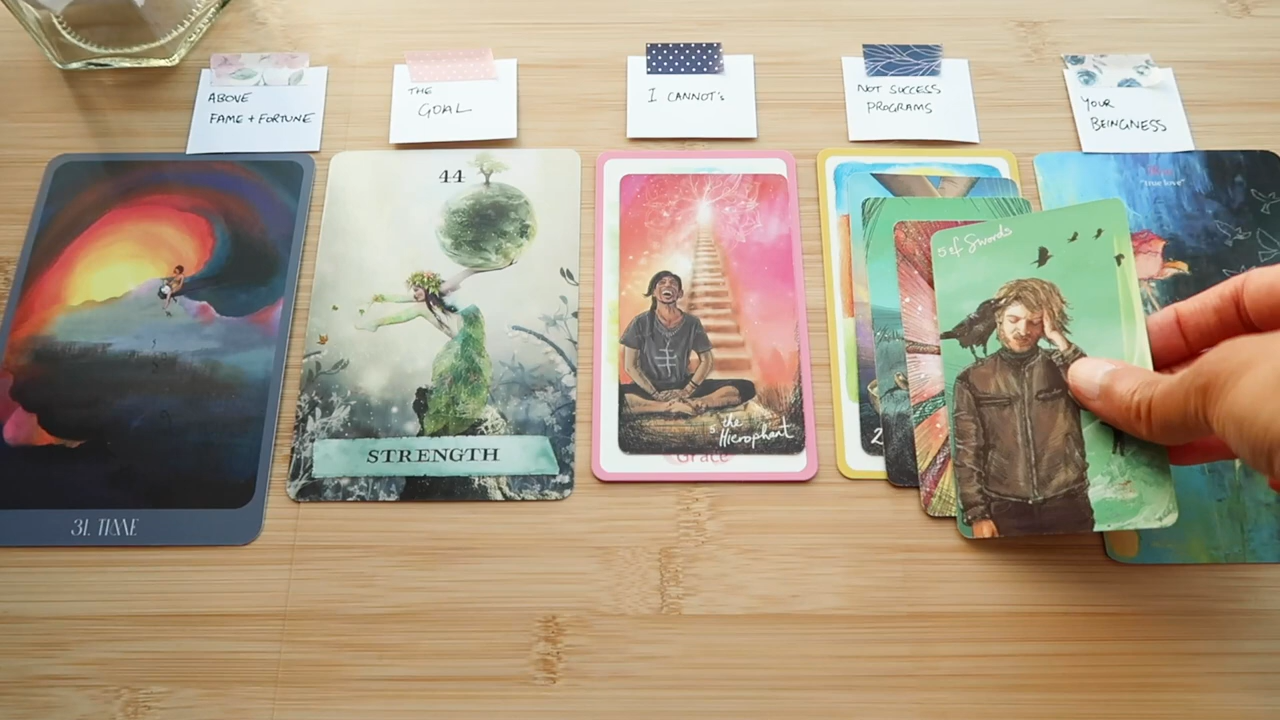 ABOVE
FAME + FORTUNE
THE
GOAL
I CANNOT's
NOT SUCCESS
PROGRAMS
YOUR
BEINGNESS
31. TIME
44
STRENGTH
5 the
Hierophant
Grace
2
5 of Swords
"true love"